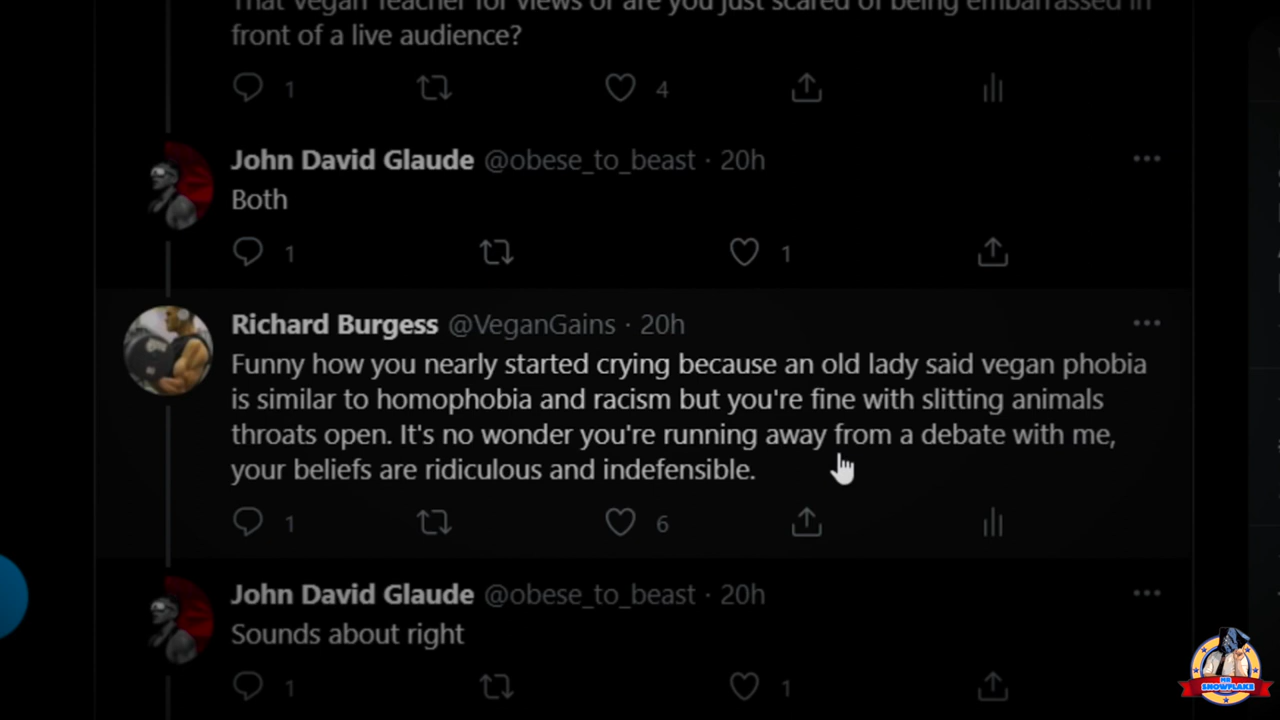 That Vegan Teacher for views or are you just scared of being embarrassed in
front of a live audience?
1
4
John David Glaude @obese_to_beast · 20h
Both
1
1
Richard Burgess @VeganGains · 20h
Funny how you nearly started crying because an old lady said vegan phobia
is similar to homophobia and racism but you're fine with slitting animals
throats open. It's no wonder you're running away from a debate with me,
your beliefs are ridiculous and indefensible.
1
6
John David Glaude @obese_to_beast · 20h
Sounds about right
1
1
MR
SNOWFLAKE